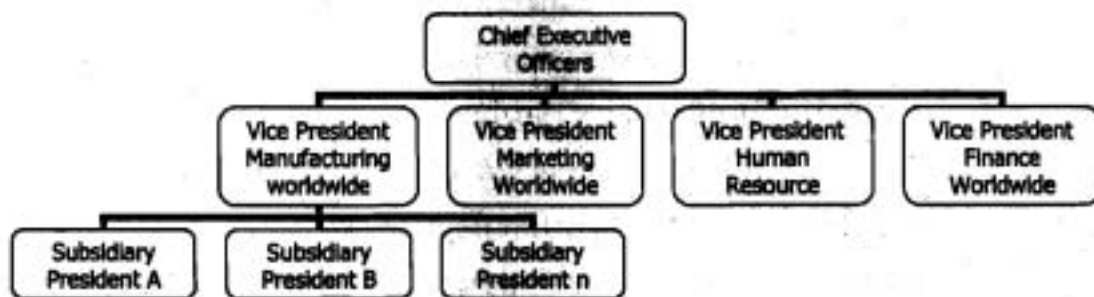 Chief Executive
Officers
Vice President
Manufacturing
worldwide
Vice President
Marketing
Worldwide
Vice President
Human
Resource
Vice President
Finance
Worldwide
Subsidiary
President A
Subsidiary
President B
Subsidiary
President n